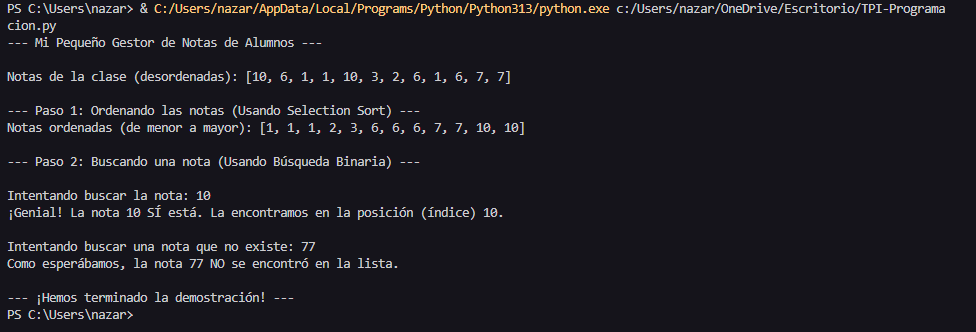 PS C:\Users\nazar> & C:/Users/nazar/AppData/Local/Programs/Python/Python313/python.exe c:/Users/nazar/OneDrive/Escritorio/TPI-Programa
cion.py
--- Mi Pequeño Gestor de Notas de Alumnos ---
Notas de la clase (desordenadas): [10, 6, 1, 1, 10, 3, 2, 6, 1, 6, 7, 7]
--- Paso 1: Ordenando las notas (Usando Selection Sort) ---
Notas ordenadas (de menor a mayor): [1, 1, 1, 2, 3, 6, 6, 6, 7, 7, 10, 10]
--- Paso 2: Buscando una nota (Usando Búsqueda Binaria) ---
Intentando buscar la nota: 10
¡Genial! La nota 10 SÍ está. La encontramos en la posición (índice) 10.
Intentando buscar una nota que no existe: 77
Como esperábamos, la nota 77 NO se encontró en la lista.
--- ¡Hemos terminado la demostración! ---
PS C:\Users\nazar>